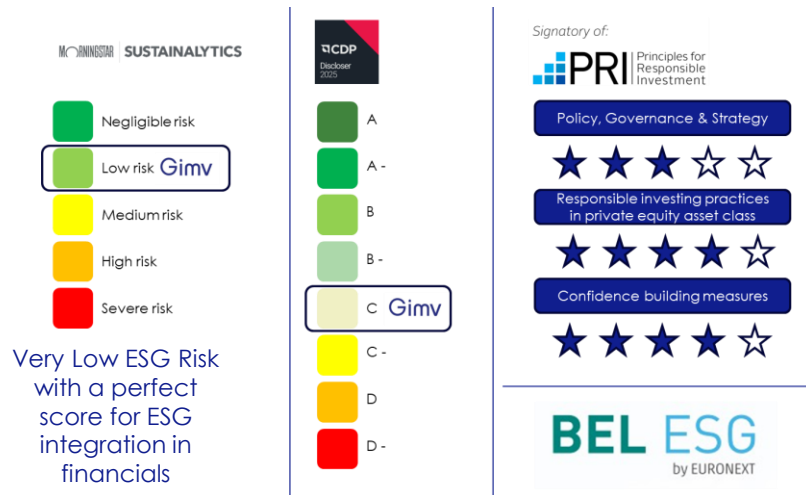 MORNINGSTAR | SUSTAINALYTICS
Negligible risk
Low risk Gimv
Medium risk
High risk
Severe risk
Very Low ESG Risk
with a perfect
score for ESG
integration in
financials
CDP
Discloser
2025
A
A -
B
B -
C Gimv
C -
D
D -
Signatory of:
PRI Principles for
Responsible
Investment
Policy, Governance & Strategy
Responsible investing practices
in private equity asset class
Confidence building measures
BEL ESG
by EURONEXT